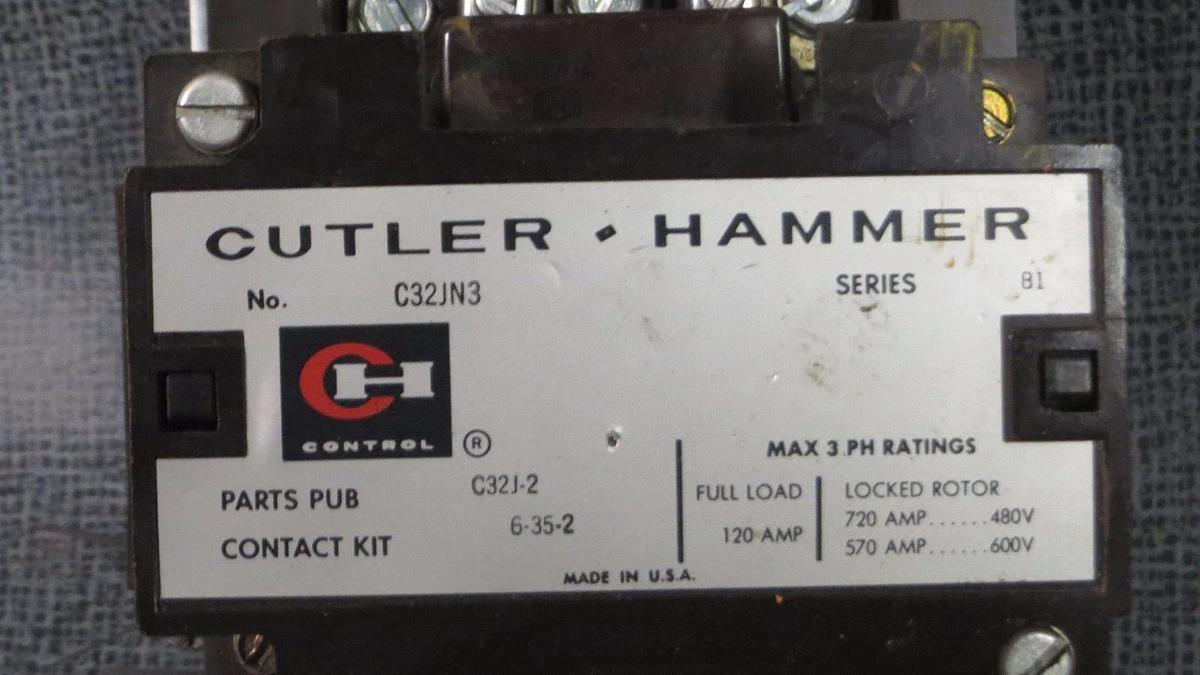 CUTLER • HAMMER
No. C32JN3 SERIES B1
CH
CONTROL ®
MAX 3 PH RATINGS
PARTS PUB C32J-2
CONTACT KIT 6-35-2
FULL LOAD
120 AMP
LOCKED ROTOR
720 AMP......480V
570 AMP......600V
MADE IN U.S.A.